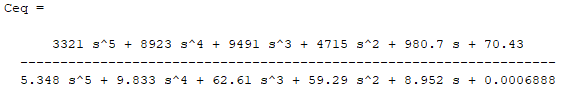 Ceq =
3321 s^5 + 8923 s^4 + 9491 s^3 + 4715 s^2 + 980.7 s + 70.43
-------------------------------------------------------------------
5.348 s^5 + 9.833 s^4 + 62.61 s^3 + 59.29 s^2 + 8.952 s + 0.0006888